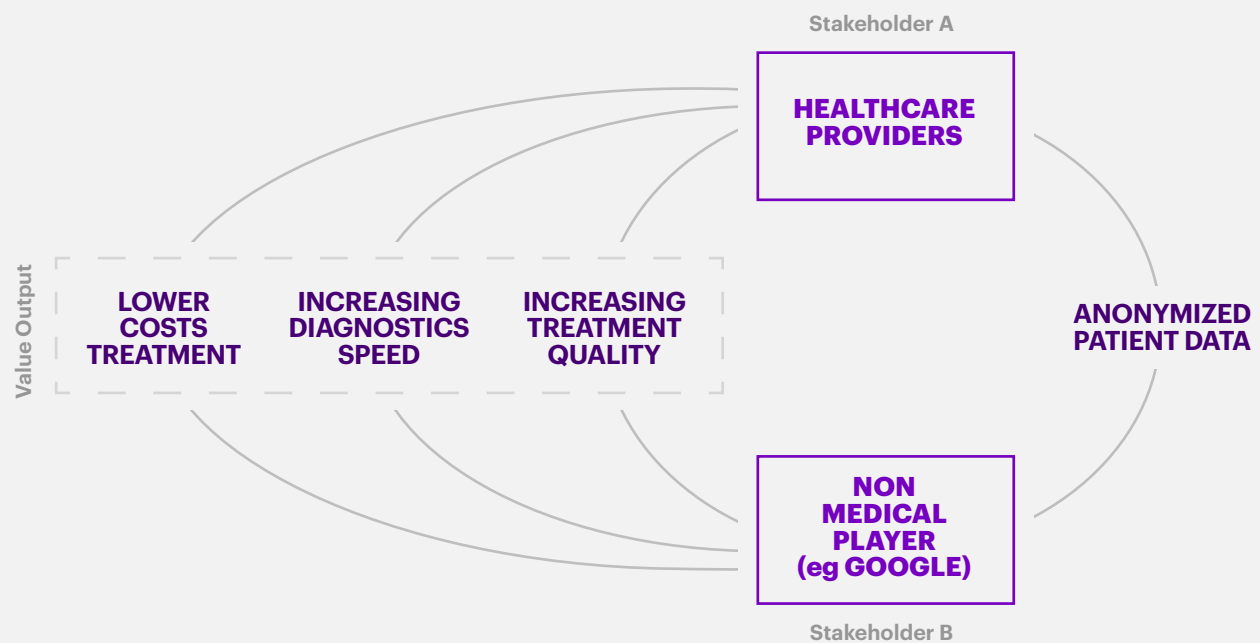 Stakeholder A
HEALTHCARE
PROVIDERS
Value Output
LOWER
COSTS
TREATMENT
INCREASING
DIAGNOSTICS
SPEED
INCREASING
TREATMENT
QUALITY
ANONYMIZED
PATIENT DATA
NON
MEDICAL
PLAYER
(eg GOOGLE)
Stakeholder B